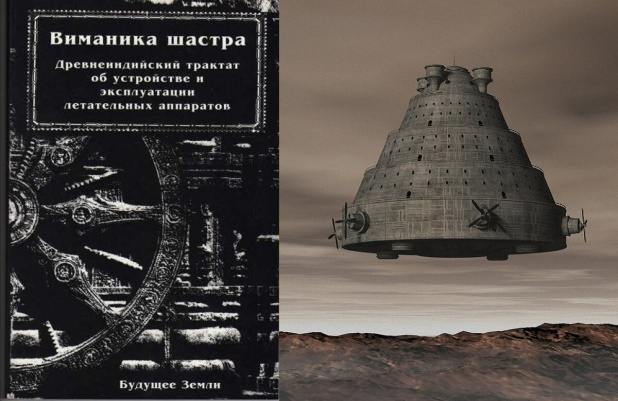 Виманика шастра
Древнеиндийский трактат
об устройстве и
эксплуатации
летательных аппаратов
Будущее Земли